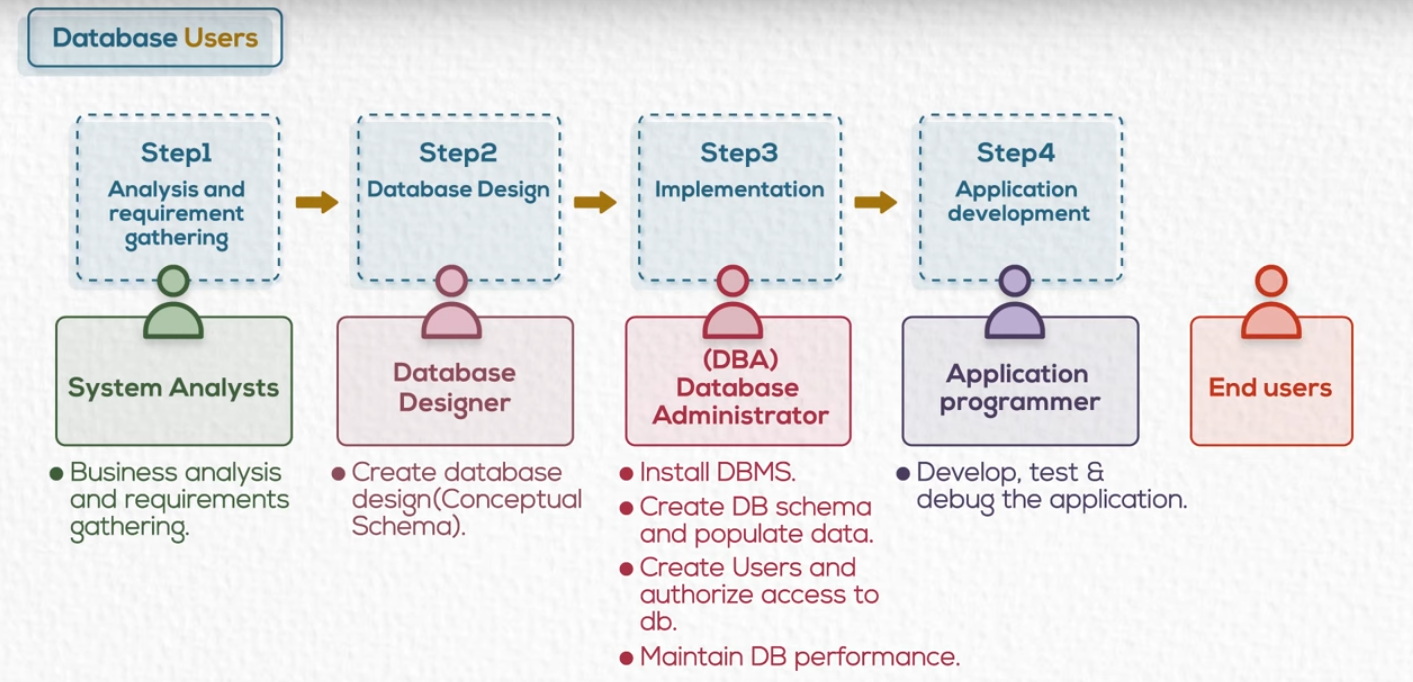 Database Users
Step1
Analysis and
requirement
gathering
Step2
Database Design
Step3
Implementation
Step4
Application
development
System Analysts
Database
Designer
(DBA)
Database
Administrator
Application
programmer
End users
● Business analysis
and requirements
gathering.
● Create database
design(Conceptual
Schema).
● Install DBMS.
● Create DB schema
and populate data.
● Create Users and
authorize access to
db.
● Maintain DB performance.
● Develop, test &
debug the application.